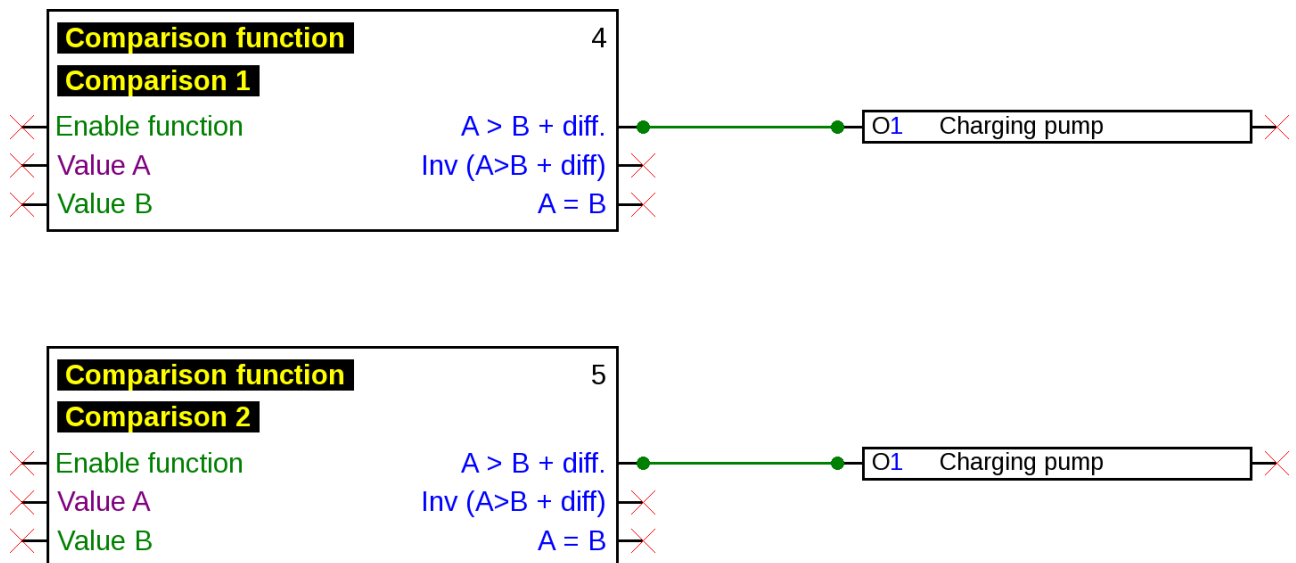 Comparison function 4
Comparison 1
Enable function A > B + diff. O1 Charging pump
Value A Inv (A>B + diff)
Value B A = B
Comparison function 5
Comparison 2
Enable function A > B + diff. O1 Charging pump
Value A Inv (A>B + diff)
Value B A = B